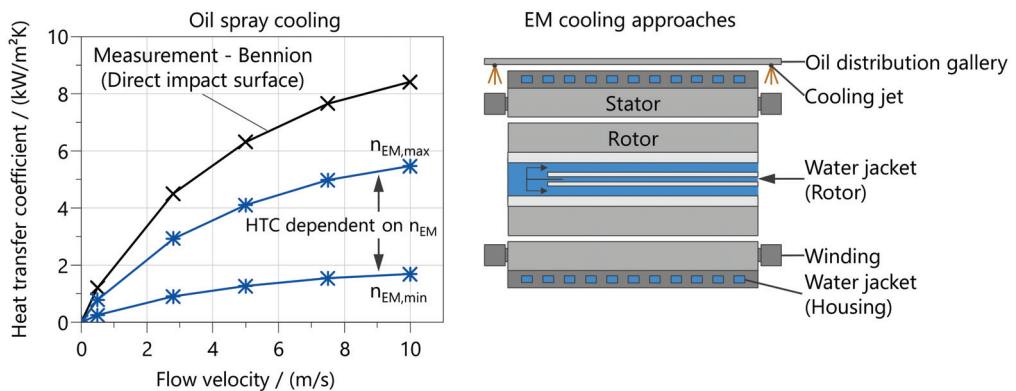 Oil spray cooling
Heat transfer coefficient / (kW/m²K)
10
8
6
4
2
0
Measurement - Bennion
(Direct impact surface)
nEM,max
HTC dependent on nEM
nEM,min
0
2
4
6
8
10
Flow velocity / (m/s)
EM cooling approaches
Oil distribution gallery
Cooling jet
Stator
Rotor
Water jacket
(Rotor)
Winding
Water jacket
(Housing)